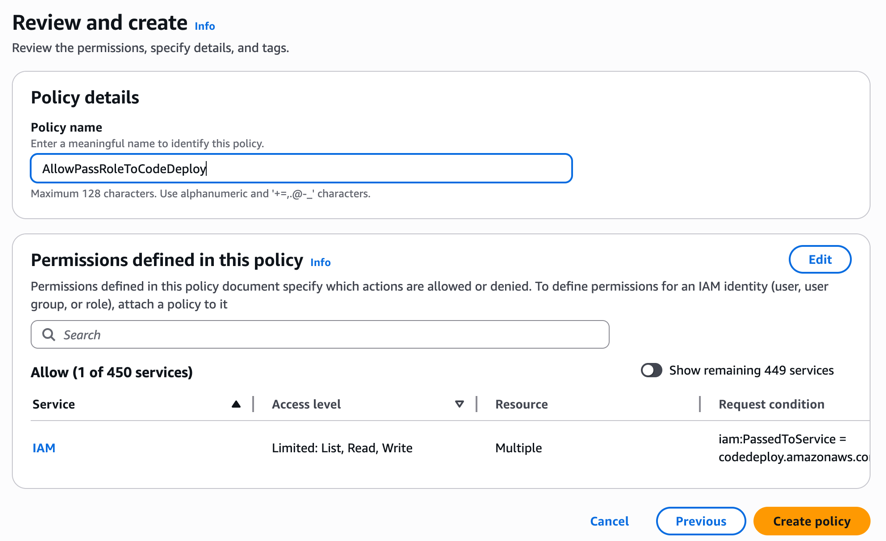 Review and create Info
Review the permissions, specify details, and tags.
Policy details
Policy name
Enter a meaningful name to identify this policy.
AllowPassRoleToCodeDeploy
Maximum 128 characters. Use alphanumeric and '+=,.@-_' characters.
Permissions defined in this policy Info
Edit
Permissions defined in this policy document specify which actions are allowed or denied. To define permissions for an IAM identity (user, user
group, or role), attach a policy to it
Search
Allow (1 of 450 services)
Show remaining 449 services
Service Access level Resource Request condition
IAM Limited: List, Read, Write Multiple iam:PassedToService =
codedeploy.amazonaws.co
Cancel Previous Create policy